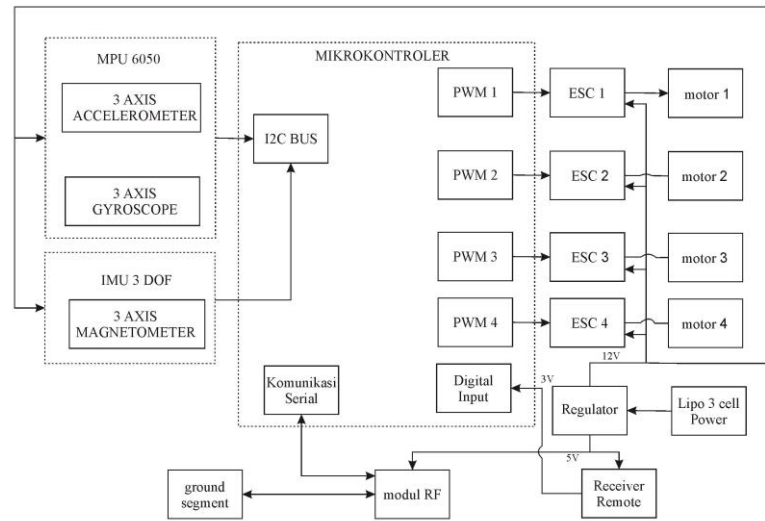 MPU 6050
3 AXIS
ACCELEROMETER
3 AXIS
GYROSCOPE
IMU 3 DOF
3 AXIS
MAGNETOMETER
MIKROKONTROLER
I2C BUS
PWM 1
ESC 1
motor 1
PWM 2
ESC 2
motor 2
PWM 3
ESC 3
motor 3
PWM 4
ESC 4
motor 4
12V
Komunikasi
Serial
Digital
Input
3V
Regulator
Lipo 3 cell
Power
5V
ground
segment
modul RF
Receiver
Remote